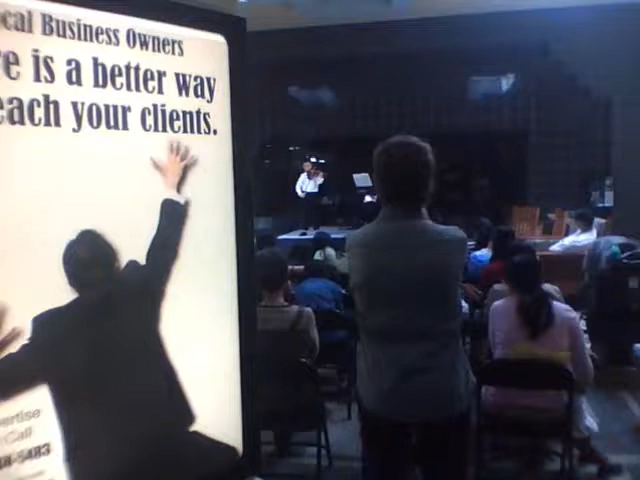 cal Business Owners
e is a better way
each your clients.
ertise
Call
-5483